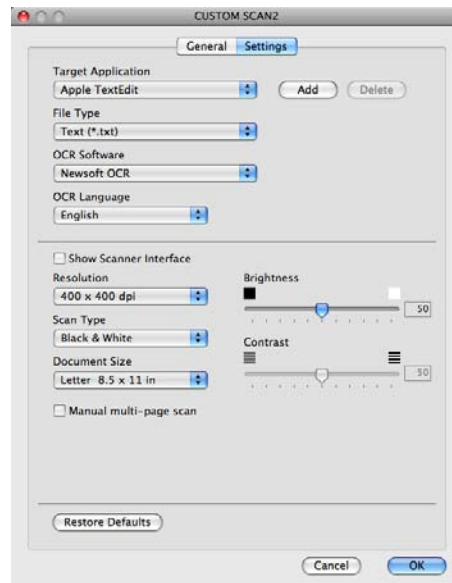 CUSTOM SCAN2
General Settings
Target Application
Apple TextEdit Add Delete
File Type
Text (*.txt)
OCR Software
Newsoft OCR
OCR Language
English
Show Scanner Interface
Resolution Brightness
400 x 400 dpi 50
Scan Type
Black & White Contrast
Document Size
Letter 8.5 x 11 in 50
Manual multi-page scan
Restore Defaults
Cancel OK